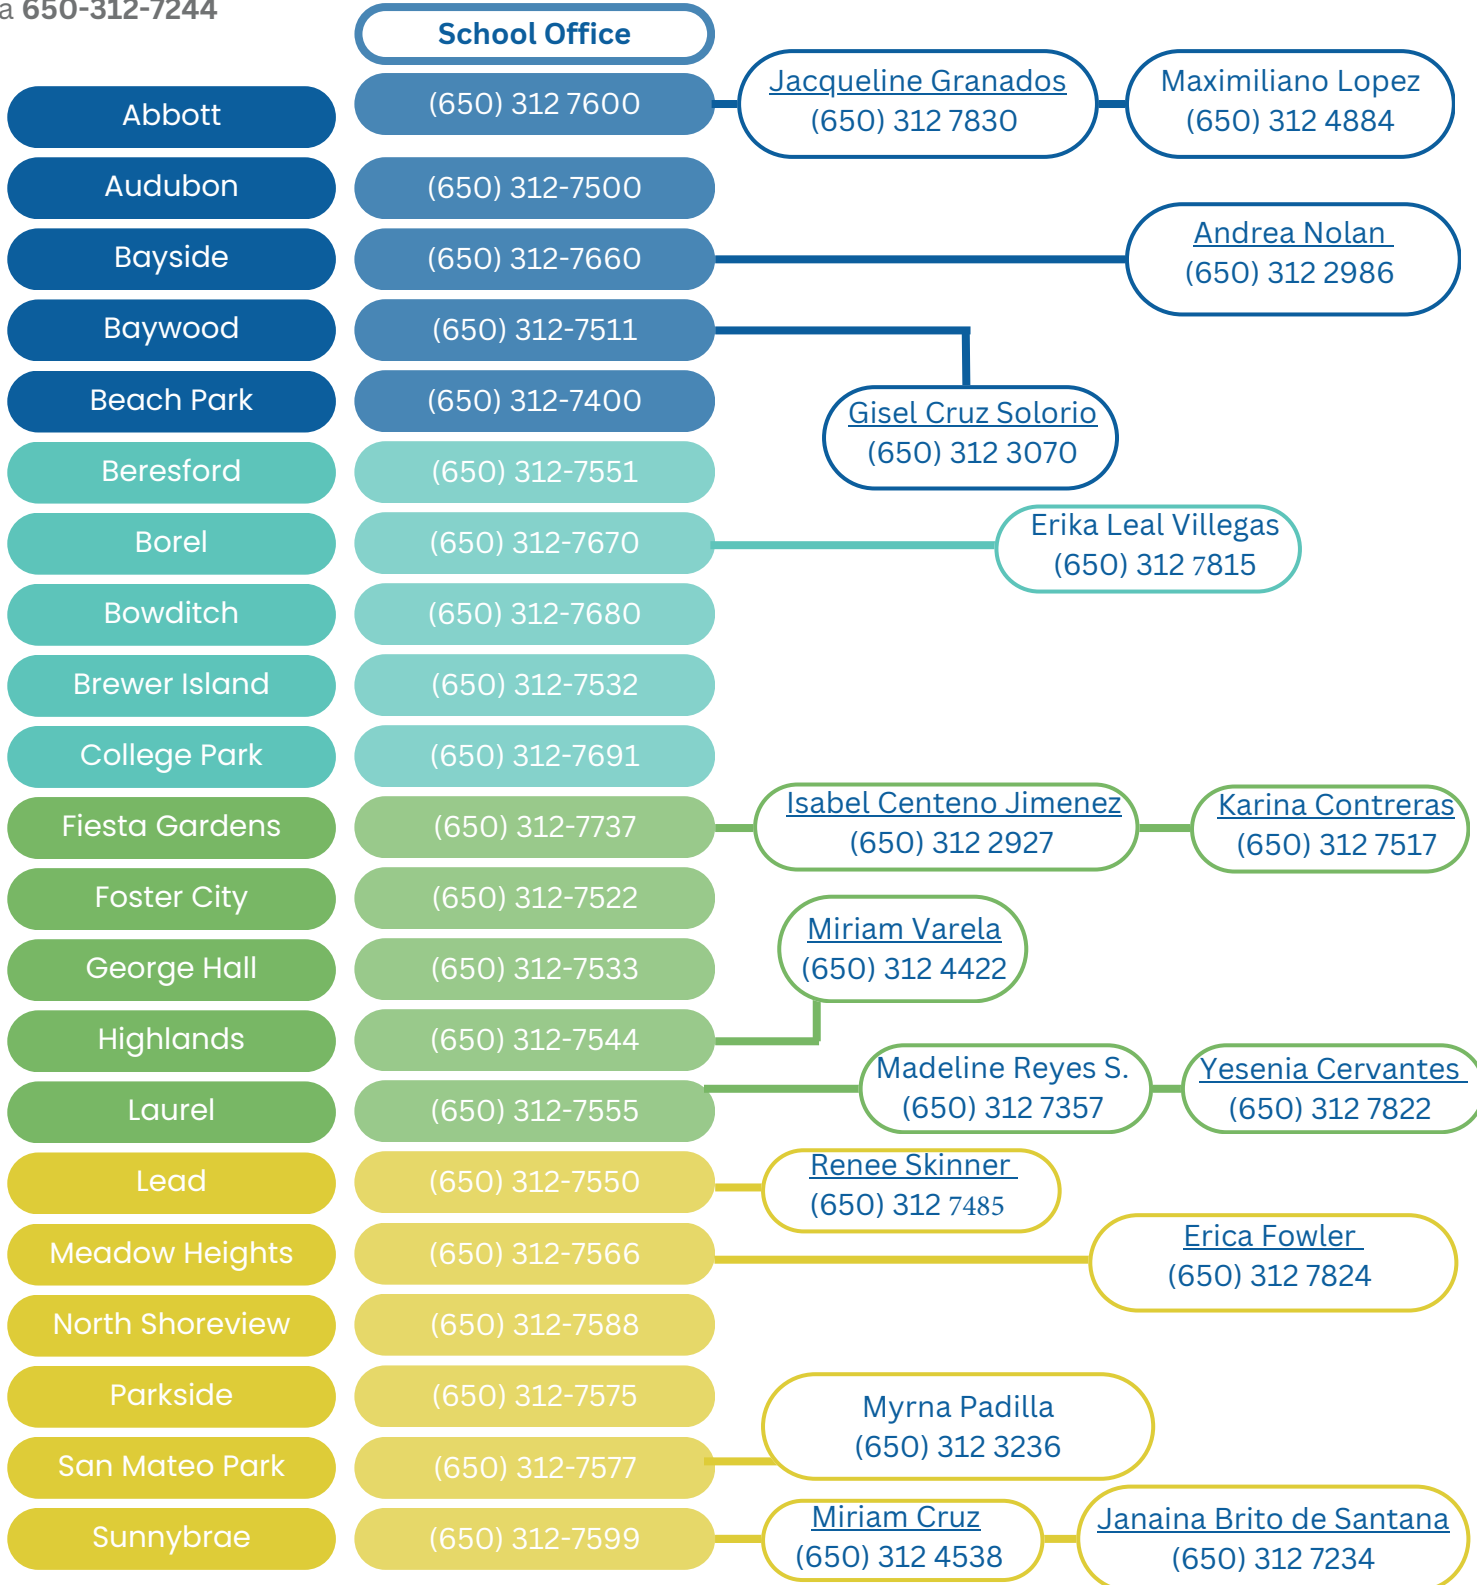 a 650-312-7244
School Office
Abbott
(650) 312 7600
Jacqueline Granados
(650) 312 7830
Maximiliano Lopez
(650) 312 4884
Audubon
(650) 312-7500
Bayside
(650) 312-7660
Andrea Nolan
(650) 312 2986
Baywood
(650) 312-7511
Gisel Cruz Solorio
(650) 312 3070
Beach Park
(650) 312-7400
Beresford
(650) 312-7551
Borel
(650) 312-7670
Erika Leal Villegas
(650) 312 7815
Bowditch
(650) 312-7680
Brewer Island
(650) 312-7532
College Park
(650) 312-7691
Fiesta Gardens
(650) 312-7737
Isabel Centeno Jimenez
(650) 312 2927
Karina Contreras
(650) 312 7517
Foster City
(650) 312-7522
George Hall
(650) 312-7533
Highlands
(650) 312-7544
Miriam Varela
(650) 312 4422
Laurel
(650) 312-7555
Madeline Reyes S.
(650) 312 7357
Yesenia Cervantes
(650) 312 7822
Lead
(650) 312-7550
Renee Skinner
(650) 312 7485
Meadow Heights
(650) 312-7566
Erica Fowler
(650) 312 7824
North Shoreview
(650) 312-7588
Parkside
(650) 312-7575
San Mateo Park
(650) 312-7577
Myrna Padilla
(650) 312 3236
Sunnybrae
(650) 312-7599
Miriam Cruz
(650) 312 4538
Janaina Brito de Santana
(650) 312 7234